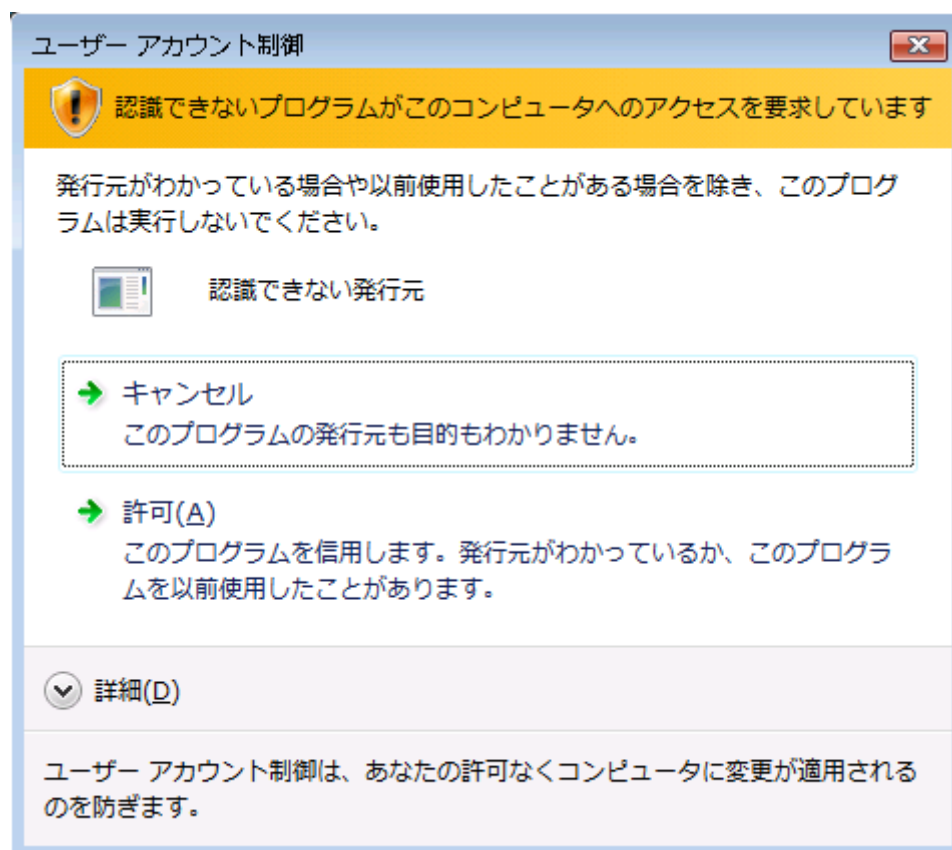 ユーザー アカウント制御
認識できないプログラムがこのコンピュータへのアクセスを要求しています
発行元がわかっている場合や以前使用したことがある場合を除き、このプログ
ラムは実行しないでください。
認識できない発行元
キャンセル
このプログラムの発行元も目的もわかりません。
許可(A)
このプログラムを信用します。発行元がわかっているか、このプログラ
ムを以前使用したことがあります。
詳細(D)
ユーザー アカウント制御は、あなたの許可なくコンピュータに変更が適用される
のを防ぎます。